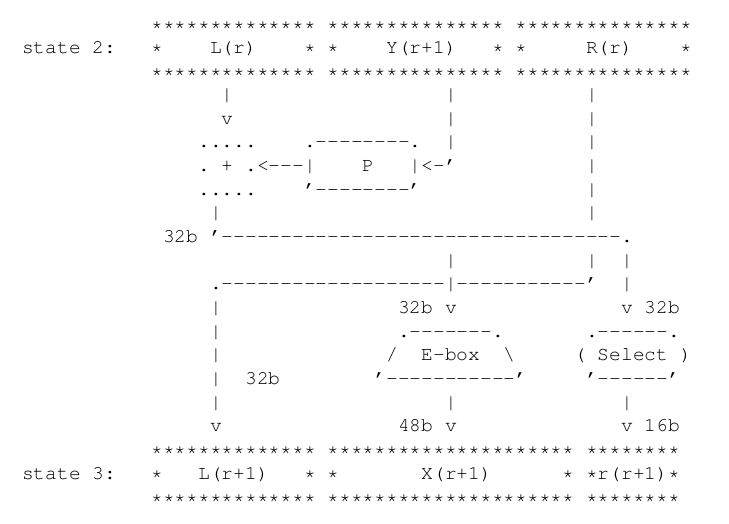 ************** *************** ***************
state 2:    *    L(r)    * *    Y(r+1)   * *     R(r)    *
            ************** *************** ***************
                  |                  |           |
                  v                  |           |
                .....    .--------.  |           |
                . + .<---|    P   |<-’           |
                .....    ’--------’              |
                 |                               |
             32b ’----------------------------------.
                                     |           |  |
                 .-------------------|-----------’  |
                 |               32b v              v 32b
                 |               .-------.       .------.
                 |              /  E-box  \     ( Select )
                 |  32b        ’-----------’     ’------’
                 |                   |              |
                 v               48b v              v 16b
            ************** ********************* ********
state 3:    *   L(r+1)   * *       X(r+1)      * *r(r+1)*
            ************** ********************* ********